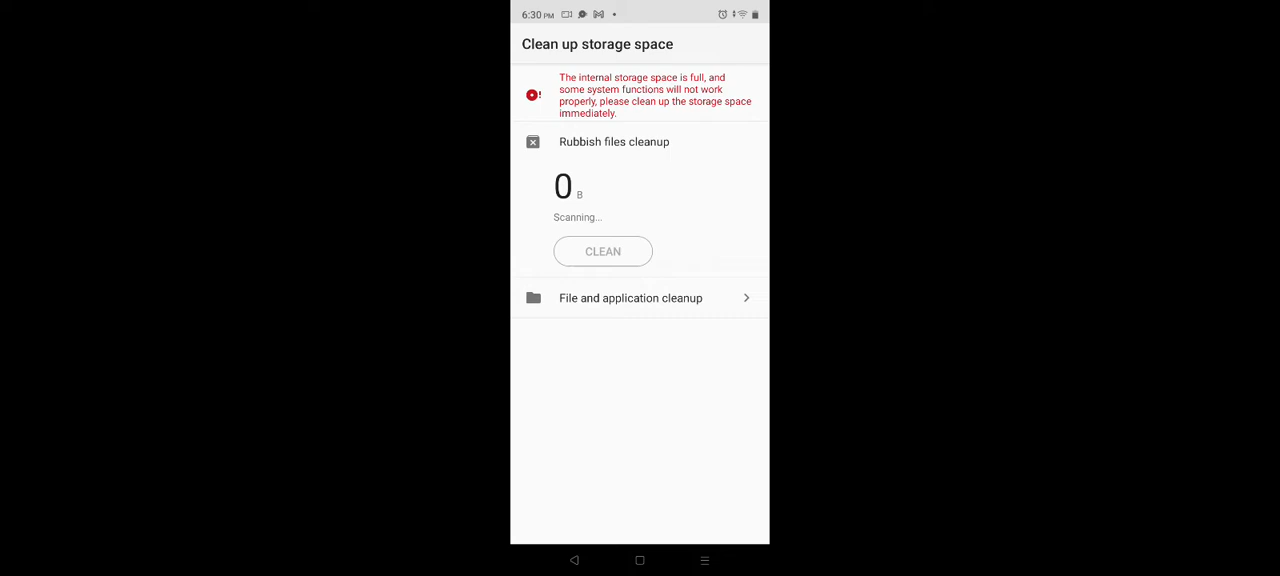 6:30 PM
Clean up storage space
The internal storage space is full, and
some system functions will not work
properly, please clean up the storage space
immediately.
Rubbish files cleanup
0 B
Scanning...
CLEAN
File and application cleanup